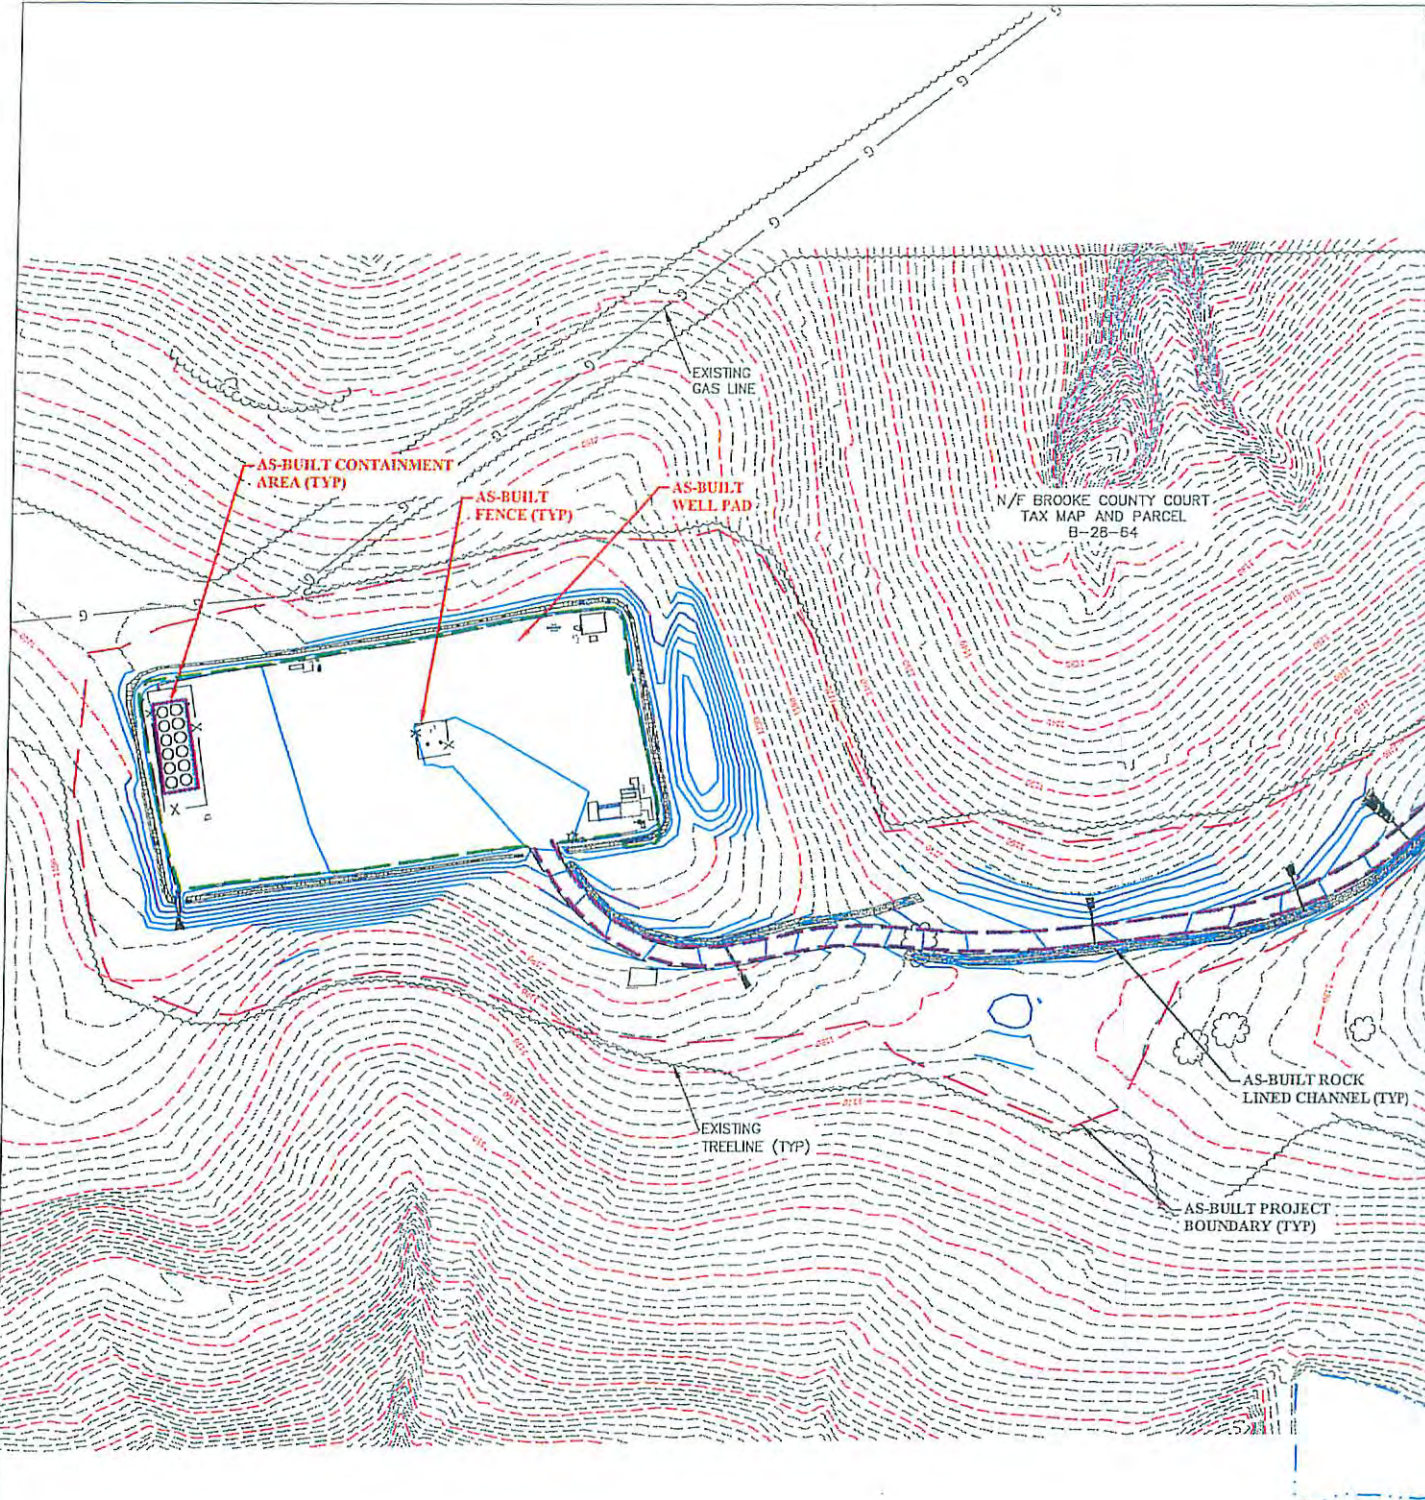 EXISTING
GAS LINE
AS-BUILT CONTAINMENT
AREA (TYP)
AS-BUILT
FENCE (TYP)
AS-BUILT
WELL PAD
N/F BROOKE COUNTY COURT
TAX MAP AND PARCEL
B-26-64
AS-BUILT ROCK
LINED CHANNEL (TYP)
EXISTING
TREELINE (TYP)
AS-BUILT PROJECT
BOUNDARY (TYP)
G
G
G
G
G
G
G
G
G